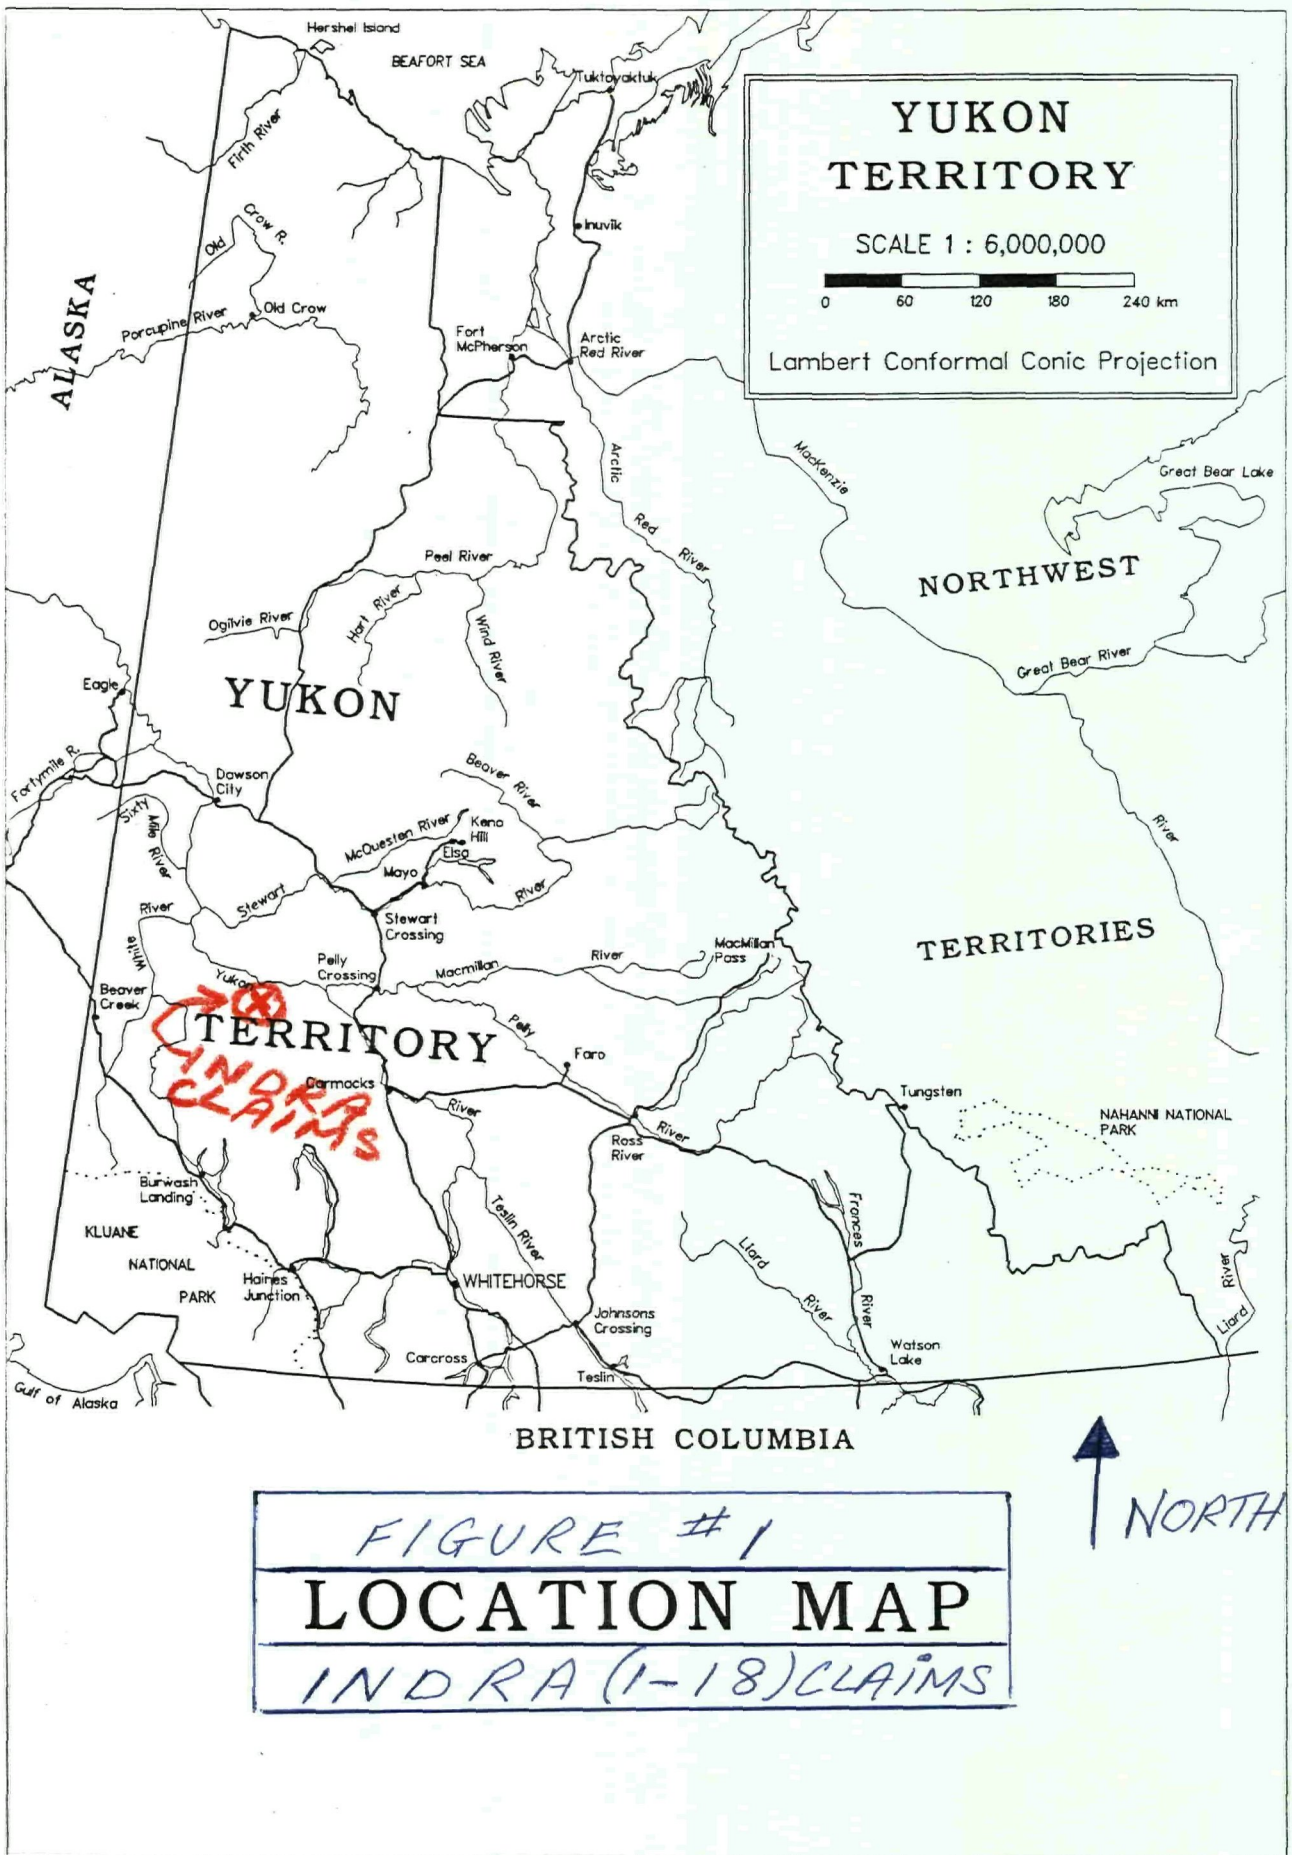 Hershel Island
BEAFORT SEA
Tuktoyaktuk
YUKON
TERRITORY
SCALE 1 : 6,000,000
0 60 120 180 240 km
Lambert Conformal Conic Projection
Firth River
Old Crow R.
Inuvik
ALASKA
Porcupine River
Old Crow
Fort
McPherson
Arctic
Red River
Arctic Red River
MacKenzie
Great Bear Lake
Peel River
NORTHWEST
Ogilvie River
Hart River
Wind River
Great Bear River
Eagle
YUKON
Fortymile R.
Dawson
City
Beaver River
Sixty
Mile River
McQuesten River
Keno
Hill
Elsa
Mayo
River
River
Stewart
River
Stewart
Crossing
White
River
TERRITORIES
MacMillan
Pass
Pelly
Crossing
Macmillan
River
Yukon
Beaver
Creek
TERRITORY
Pelly
Faro
INDRA
CLAIMS
Carmacks
River
Tungsten
NAHANNI NATIONAL
PARK
Ross
River
River
Burwash
Landing
Teslin River
Frances
River
KLUANE
NATIONAL
PARK
Haines
Junction
WHITEHORSE
Liard
River
River
Liard
Johnsons
Crossing
Carcross
Teslin
Watson
Lake
Gulf of Alaska
BRITISH COLUMBIA
NORTH
FIGURE #1
LOCATION MAP
INDRA (1-18) CLAIMS